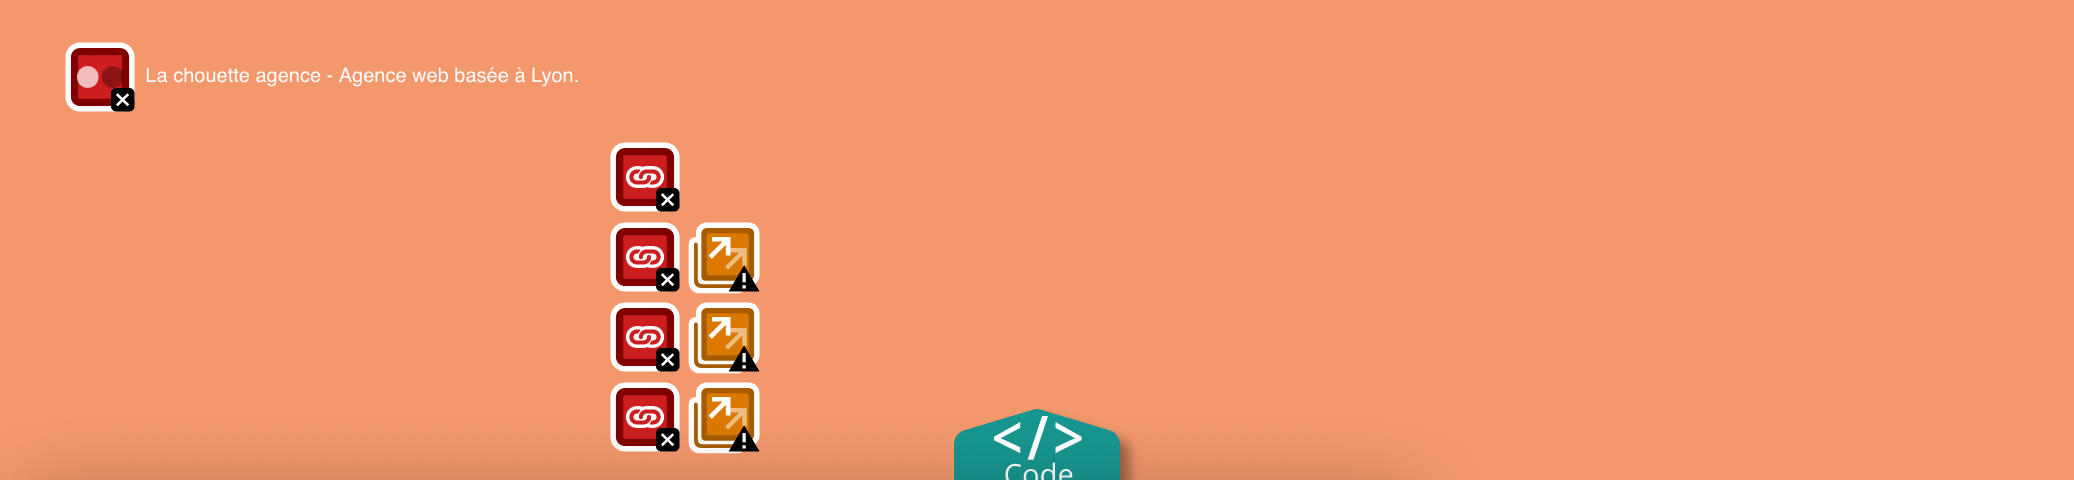 La chouette agence - Agence web basée à Lyon.
</>
Code